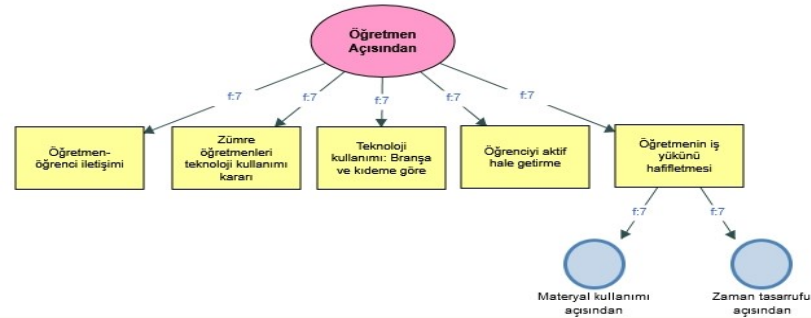 Öğretmen
Açısından
f:7
f:7
f:7
f:7
f:7
Öğretmen-
öğrenci iletişimi
Zümre
öğretmenleri
teknoloji kullanımı
kararı
Teknoloji
kullanımı: Branşa
ve kıdeme göre
Öğrenciyi aktif
hale getirme
Öğretmenin iş
yükünü
hafifletmesi
f:7
f:7
Materyal kullanımı
açısından
Zaman tasarrufu
açısından